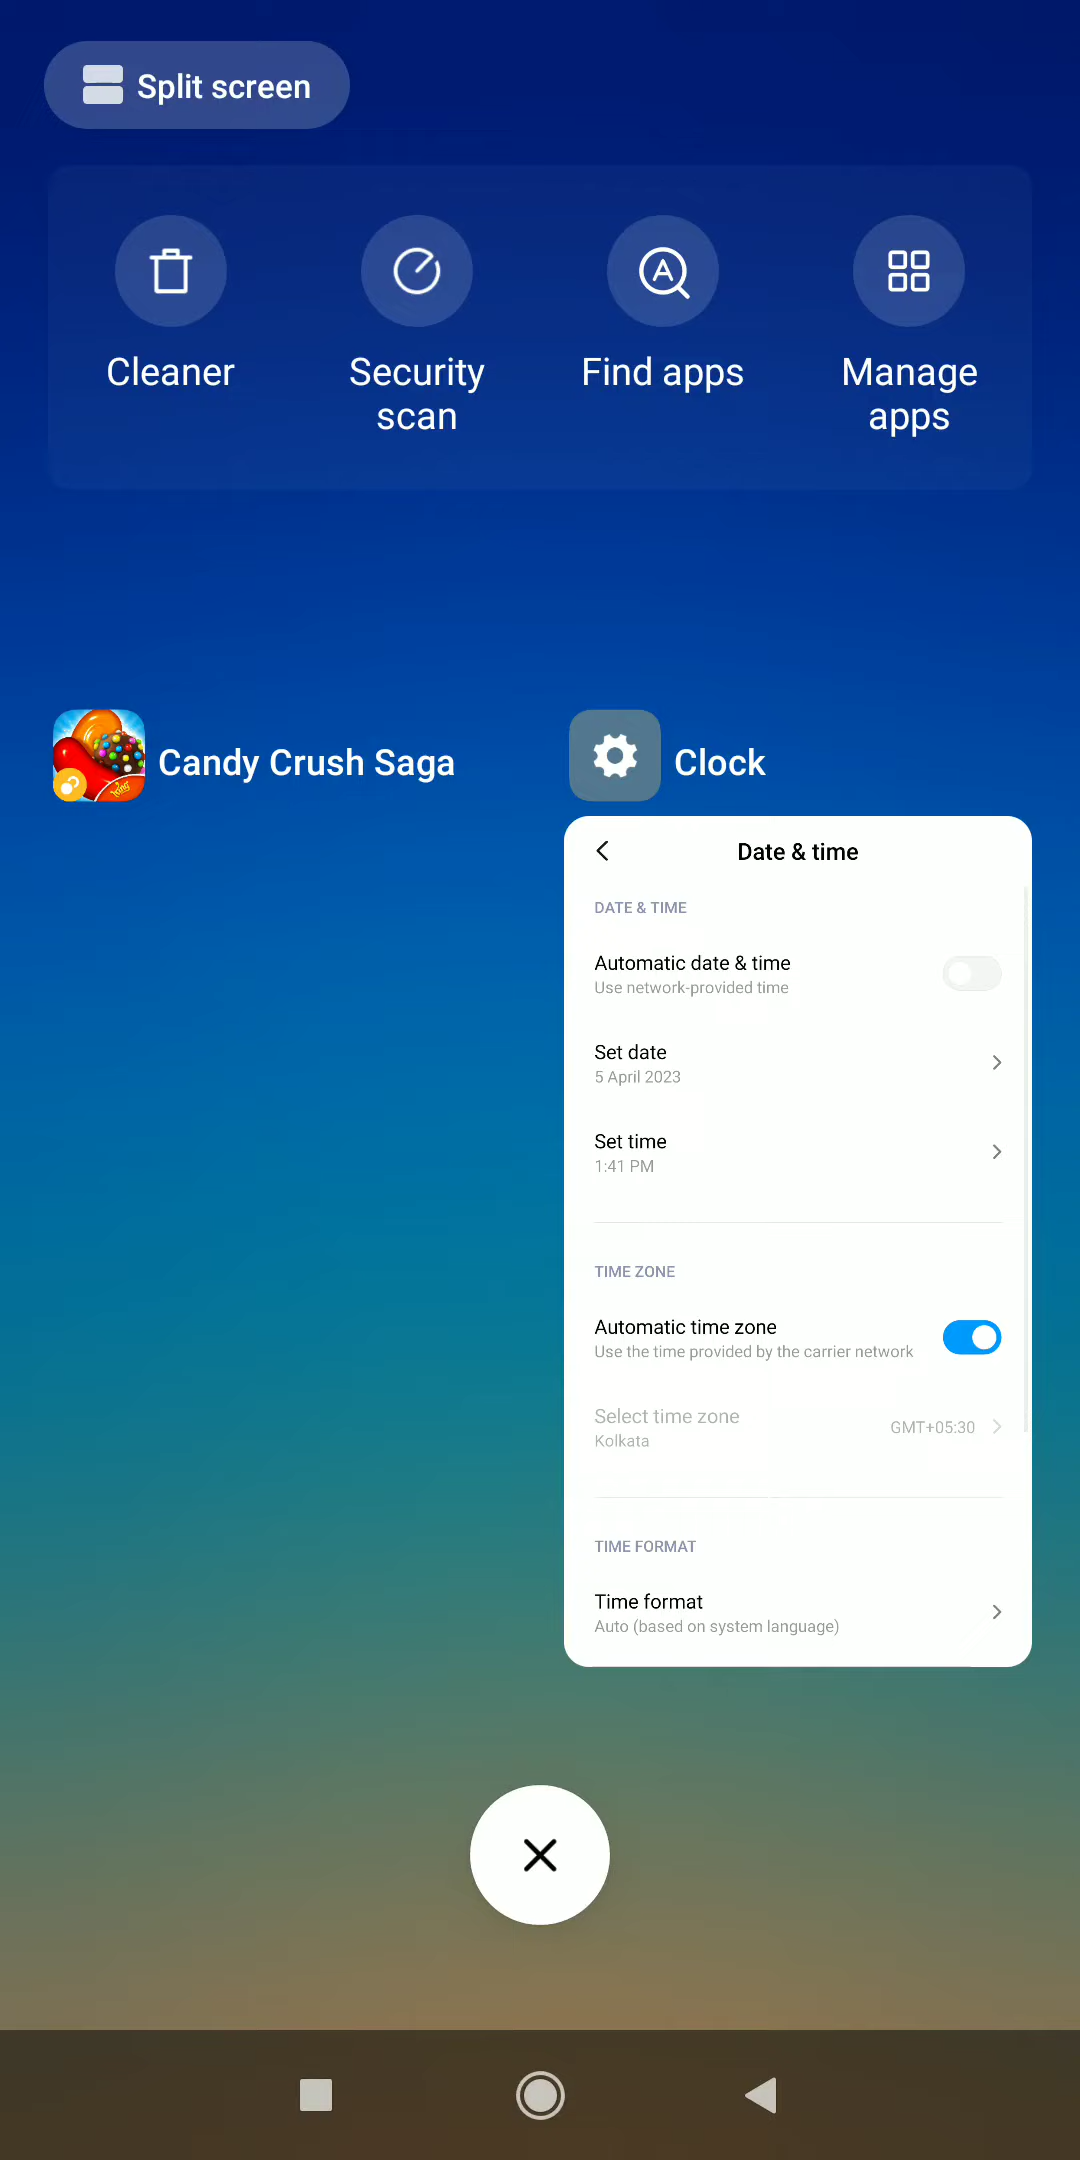 Split screen
Cleaner
Security
scan
Find apps
Manage
apps
King
Candy Crush Saga
Clock
Date & time
DATE & TIME
Automatic date & time
Use network-provided time
Set date
5 April 2023
Set time
1:41 PM
TIME ZONE
Automatic time zone
Use the time provided by the carrier network
Select time zone
Kolkata
GMT+05:30
TIME FORMAT
Time format
Auto (based on system language)